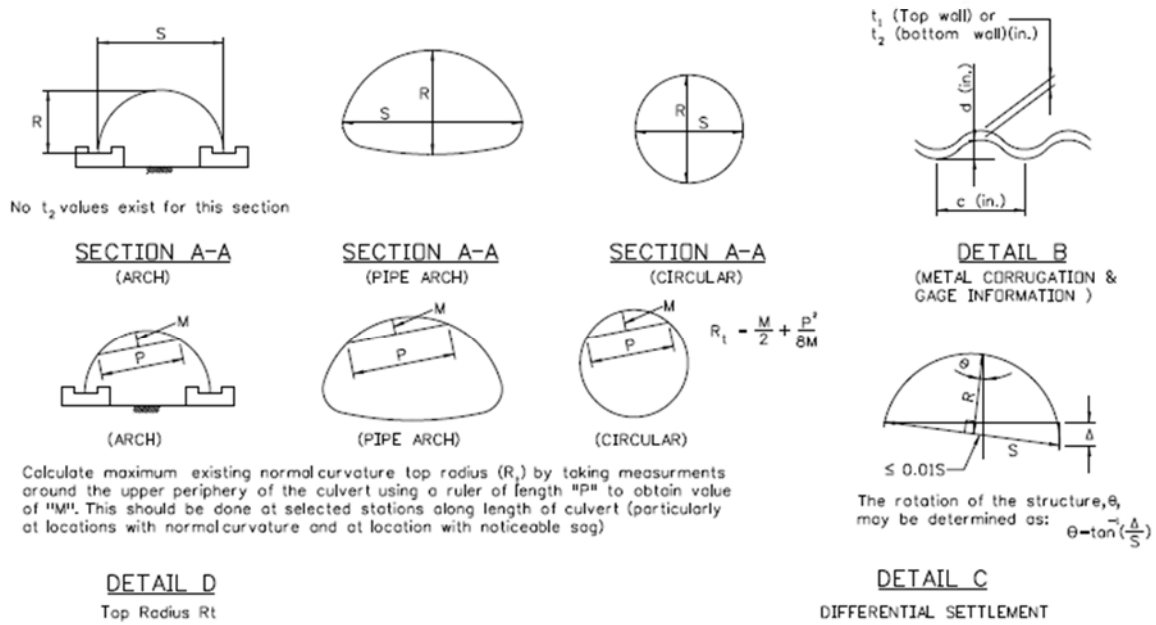 S
R
No t₂ values exist for this section
SECTION A-A
(ARCH)
R
S
SECTION A-A
(PIPE ARCH)
R
S
SECTION A-A
(CIRCULAR)
t₁ (Top wall) or
t₂ (bottom wall)(in.)
d (in.)
c (in.)
DETAIL B
(METAL CORRUGATION &
GAGE INFORMATION )
M
P
(ARCH)
M
P
(PIPE ARCH)
M
P
(CIRCULAR)
Rₜ - M/2 + P²/8M
Calculate maximum existing normal curvature top radius (Rₜ) by taking measurments
around the upper periphery of the culvert using a ruler of length "P" to obtain value
of "M". This should be done at selected stations along length of culvert (particularly
at locations with normal curvature and at location with noticeable sag)
DETAIL D
Top Radius Rt
θ
R
Δ
S
≤ 0.01S
The rotation of the structure, θ,
may be determined as:
θ-tan⁻¹(Δ/S)
DETAIL C
DIFFERENTIAL SETTLEMENT